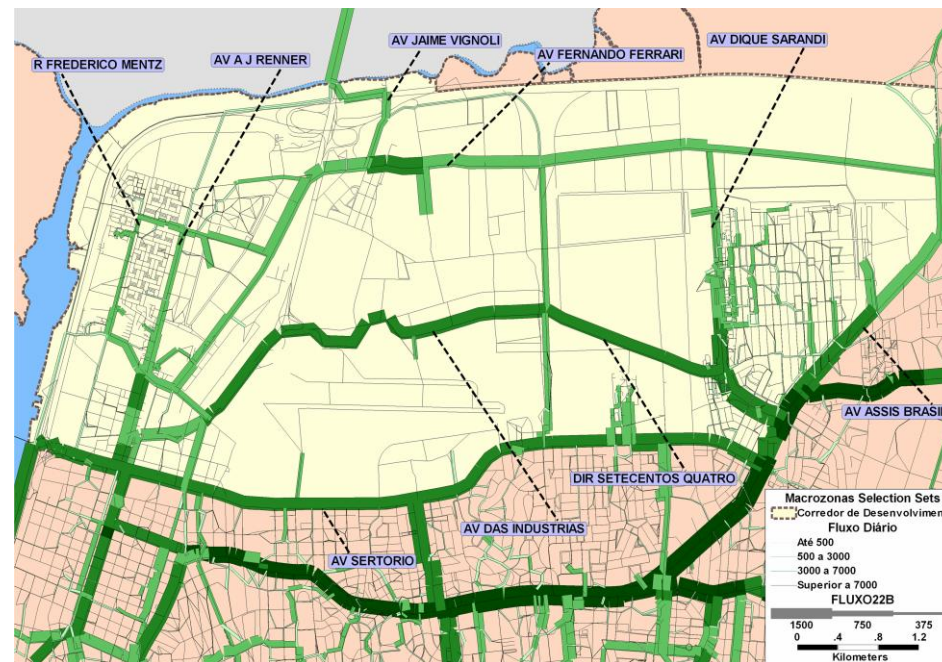 AV JAIME VIGNOLI
AV DIQUE SARANDI
AV FERNANDO FERRARI
AV A J RENNER
R FREDERICO MENTZ
AV ASSIS BRASIL
DIR SETECENTOS QUATRO
AV DAS INDUSTRIAS
AV SERTORIO
Macrozonas Selection Sets
Corredor de Desenvolvimen
Fluxo Diário
Até 500
500 a 3000
3000 a 7000
Superior a 7000
FLUXO22B
1500 750 375
0 .4 .8 1.2
Kilometers